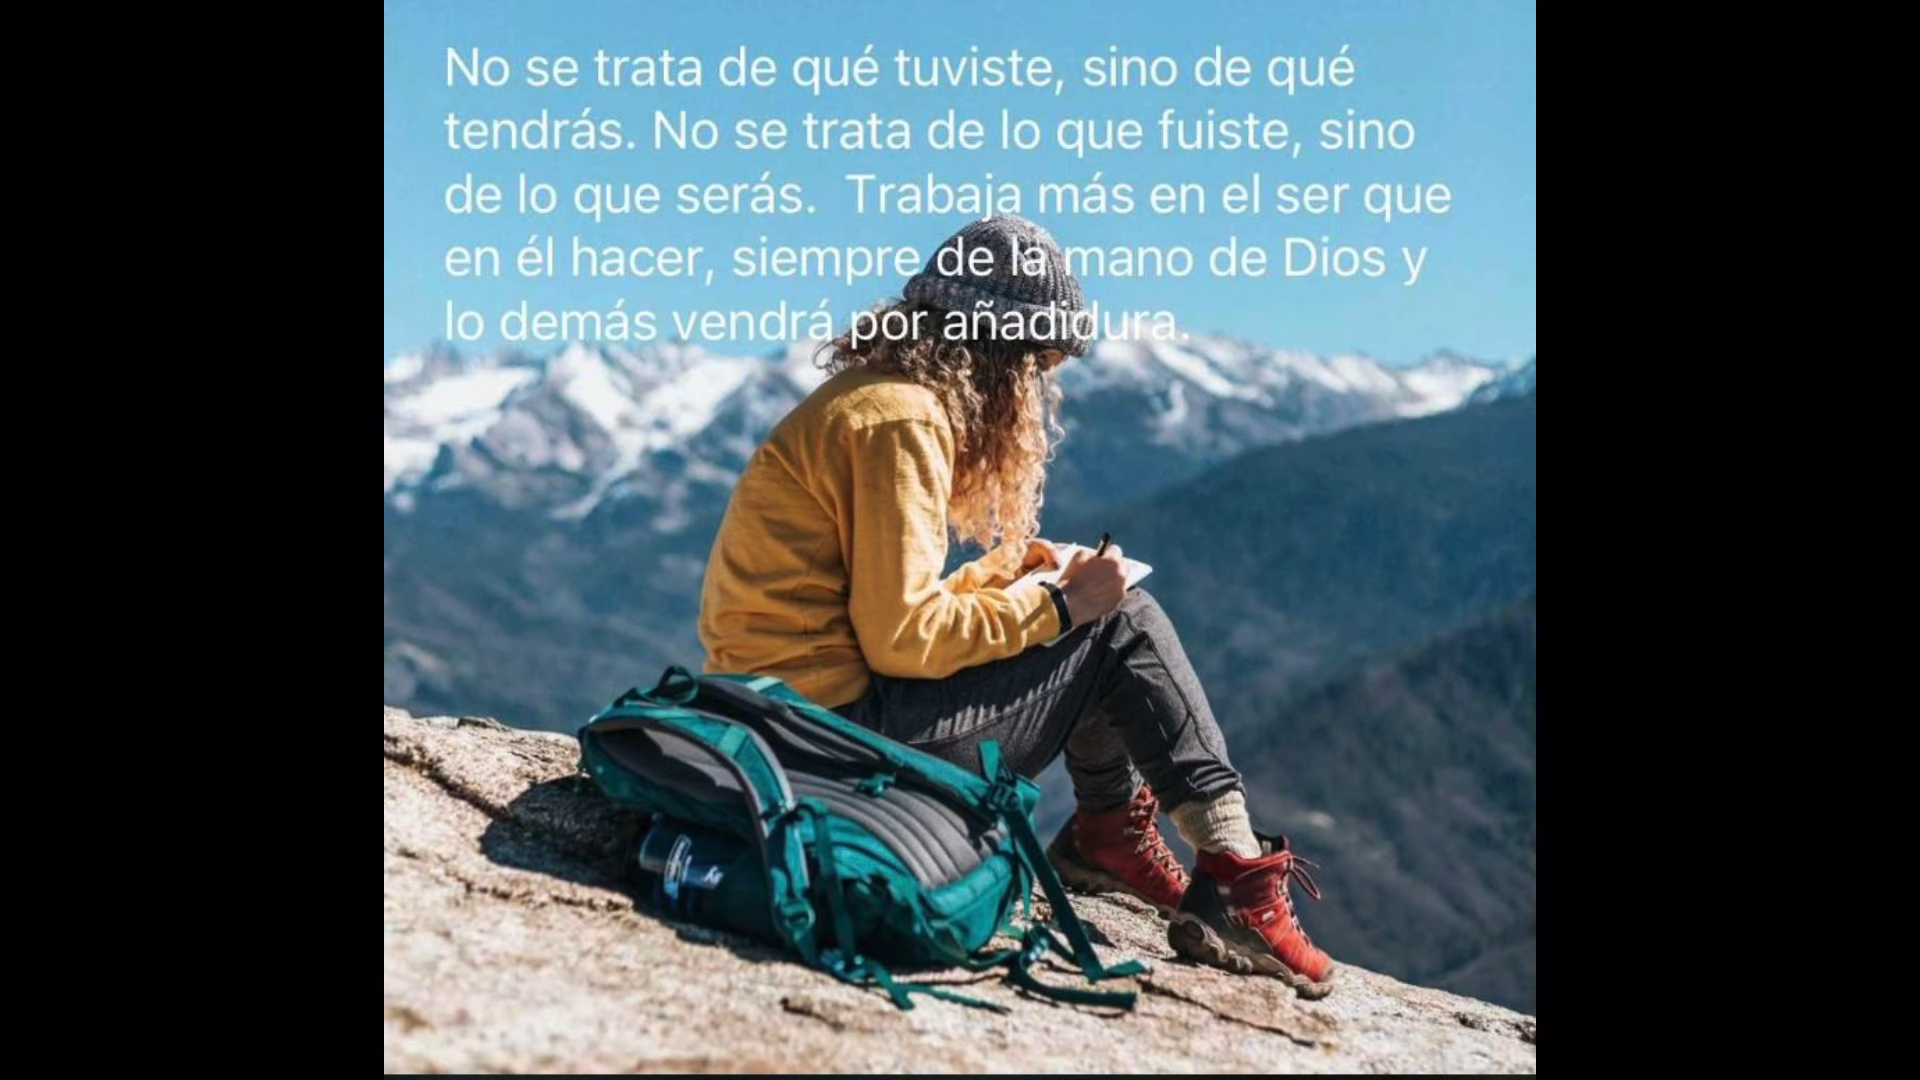 No se trata de qué tuviste, sino de qué
tendrás. No se trata de lo que fuiste, sino
de lo que serás.  Trabaja más en el ser que
en él hacer, siempre de la mano de Dios y
lo demás vendrá por añadidura.